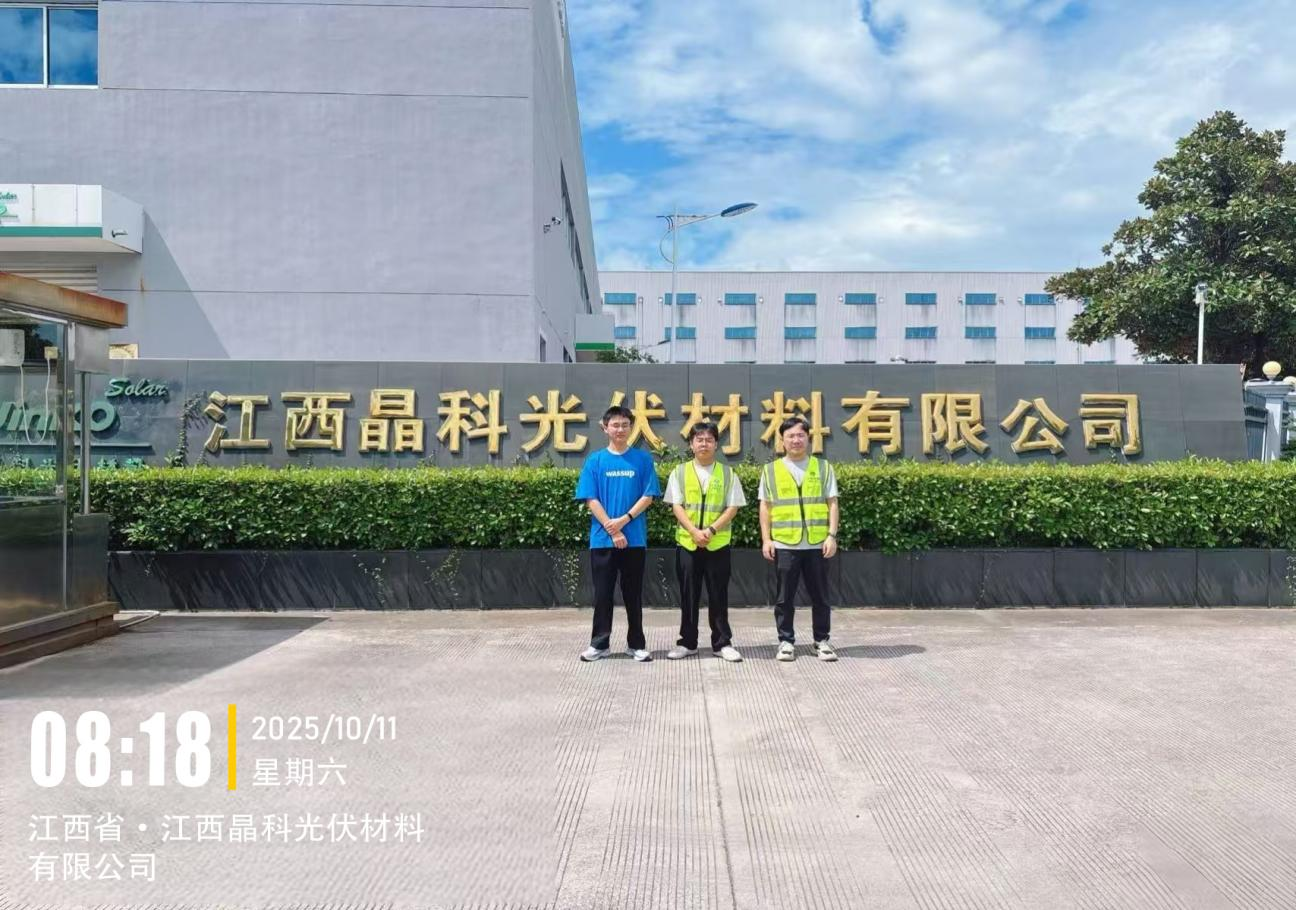 Solar
江西晶科光伏材料有限公司
wassup
08:18
2025/10/11
星期六
江西省·江西晶科光伏材料
有限公司